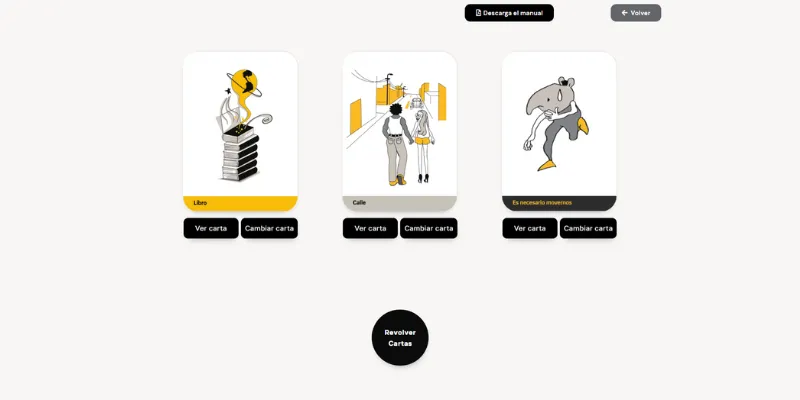 Descarga el manual
Volver
Libro
Calle
Es necesario movernos
Ver carta
Cambiar carta
Ver carta
Cambiar carta
Ver carta
Cambiar carta
Revolver
Cartas